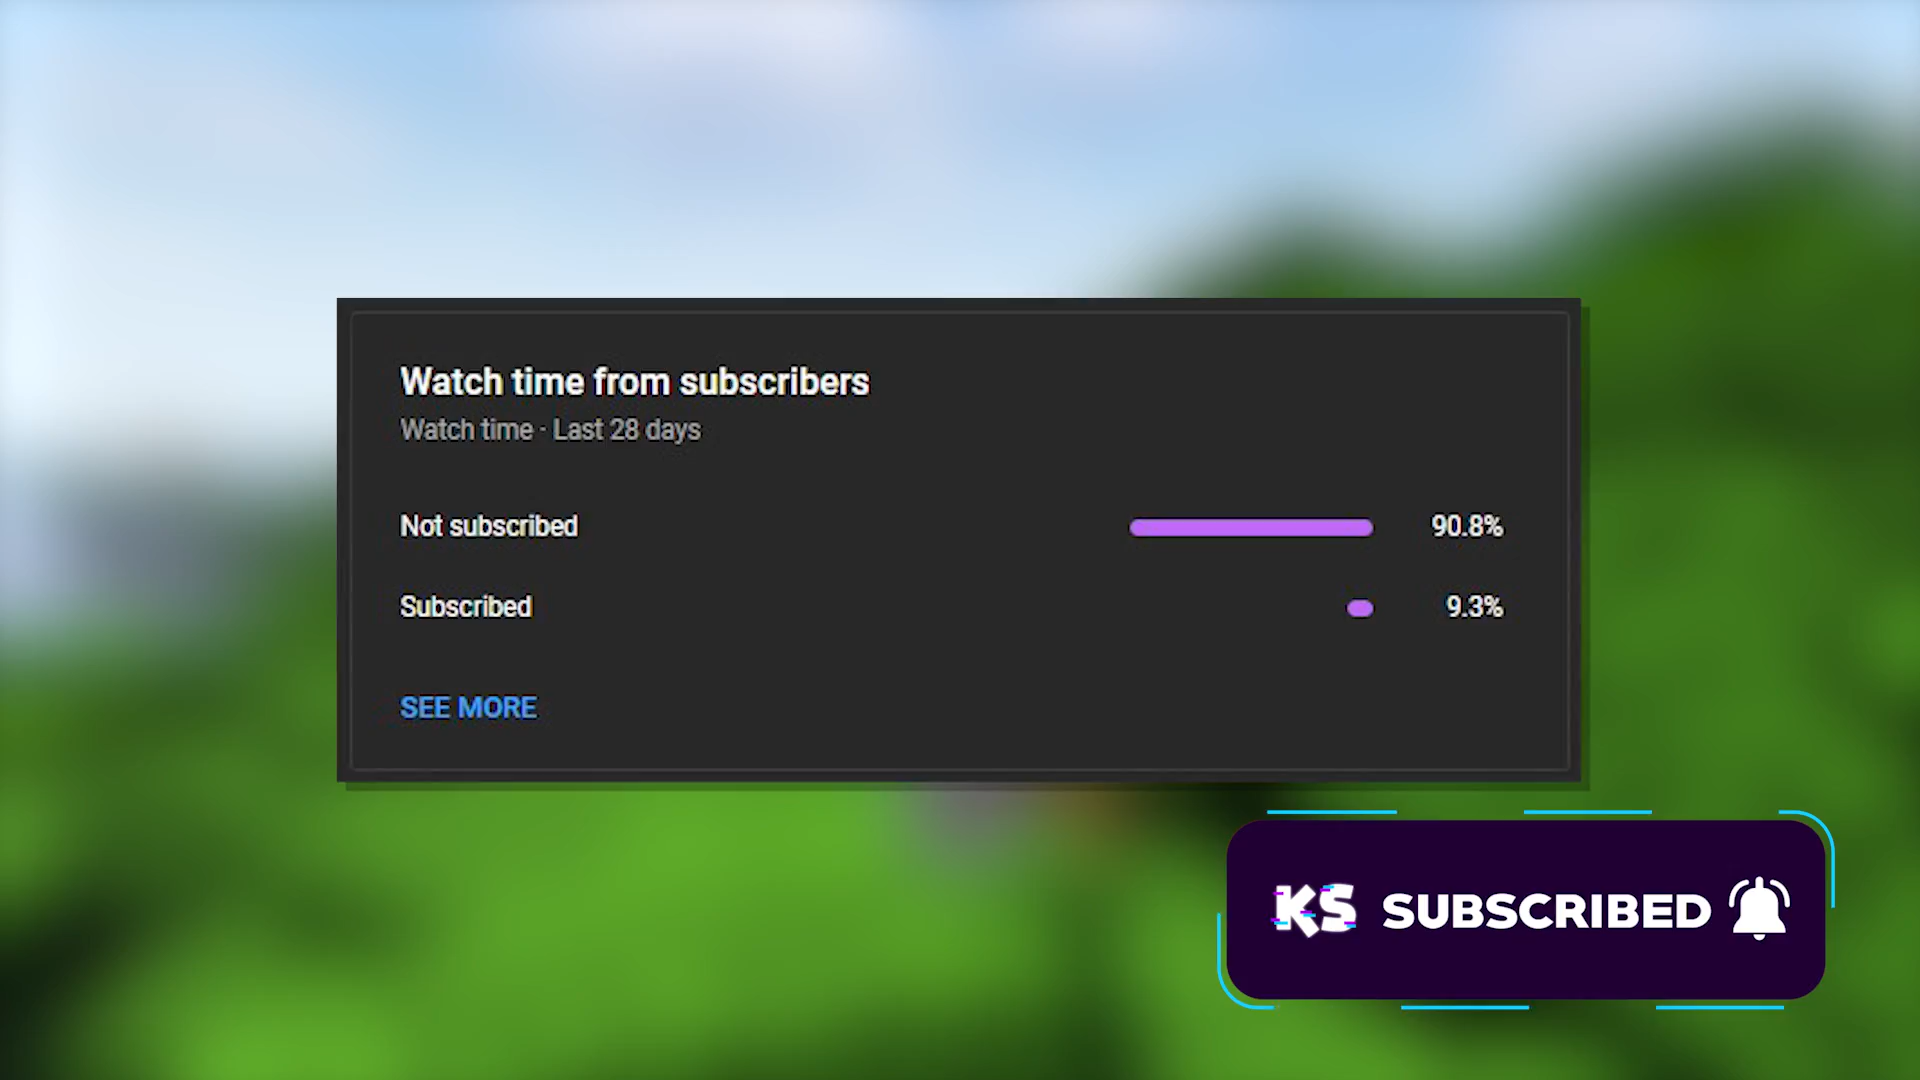 Watch time from subscribers
Watch time · Last 28 days
Not subscribed 90.8%
Subscribed 9.3%
SEE MORE
KS SUBSCRIBED